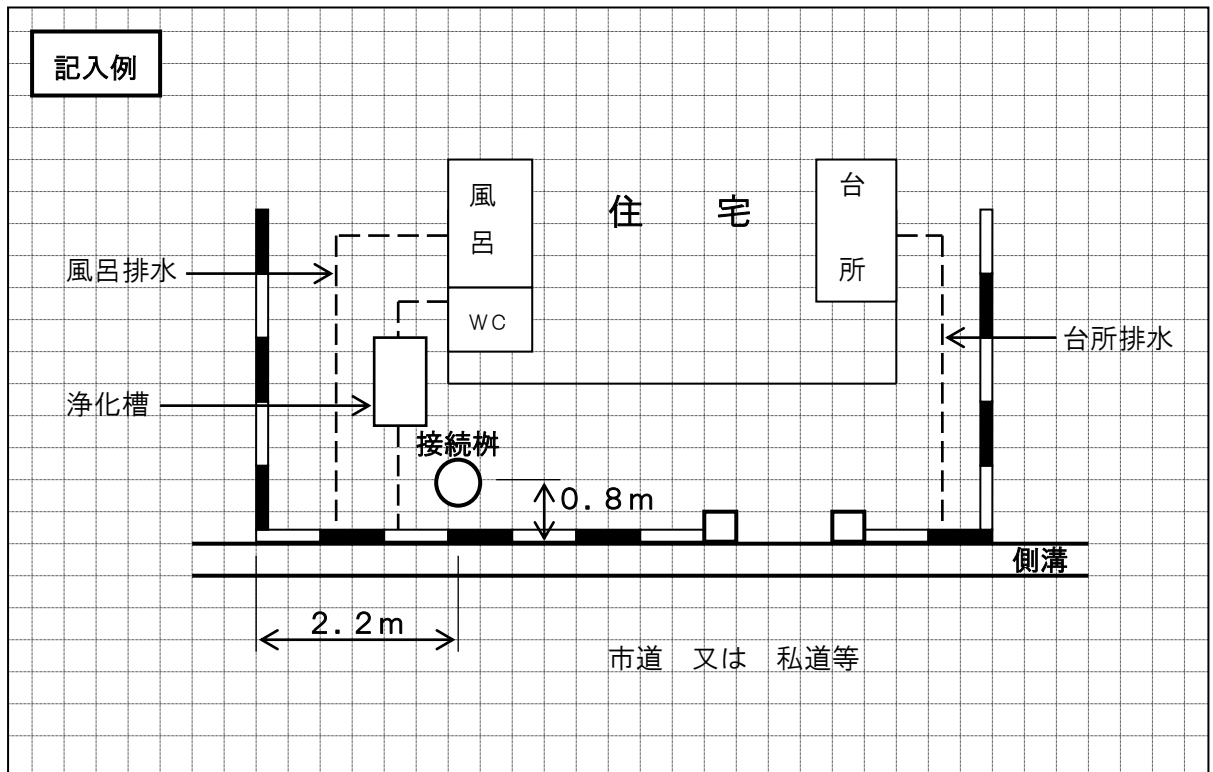 記入例
風呂
住　宅
台所
風呂排水
WC
台所排水
浄化槽
接続桝
0.8m
側溝
2.2m
市道　又は　私道等